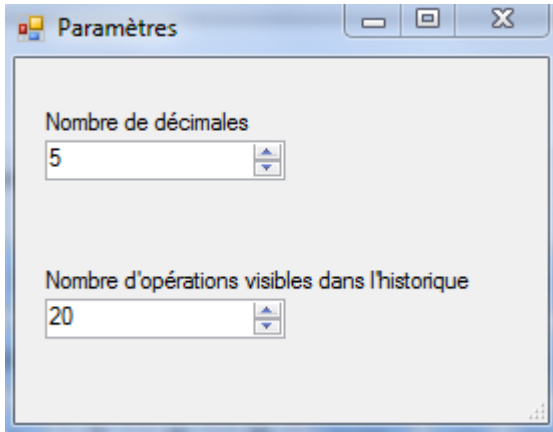 Paramètres
Nombre de décimales
5
Nombre d'opérations visibles dans l'historique
20